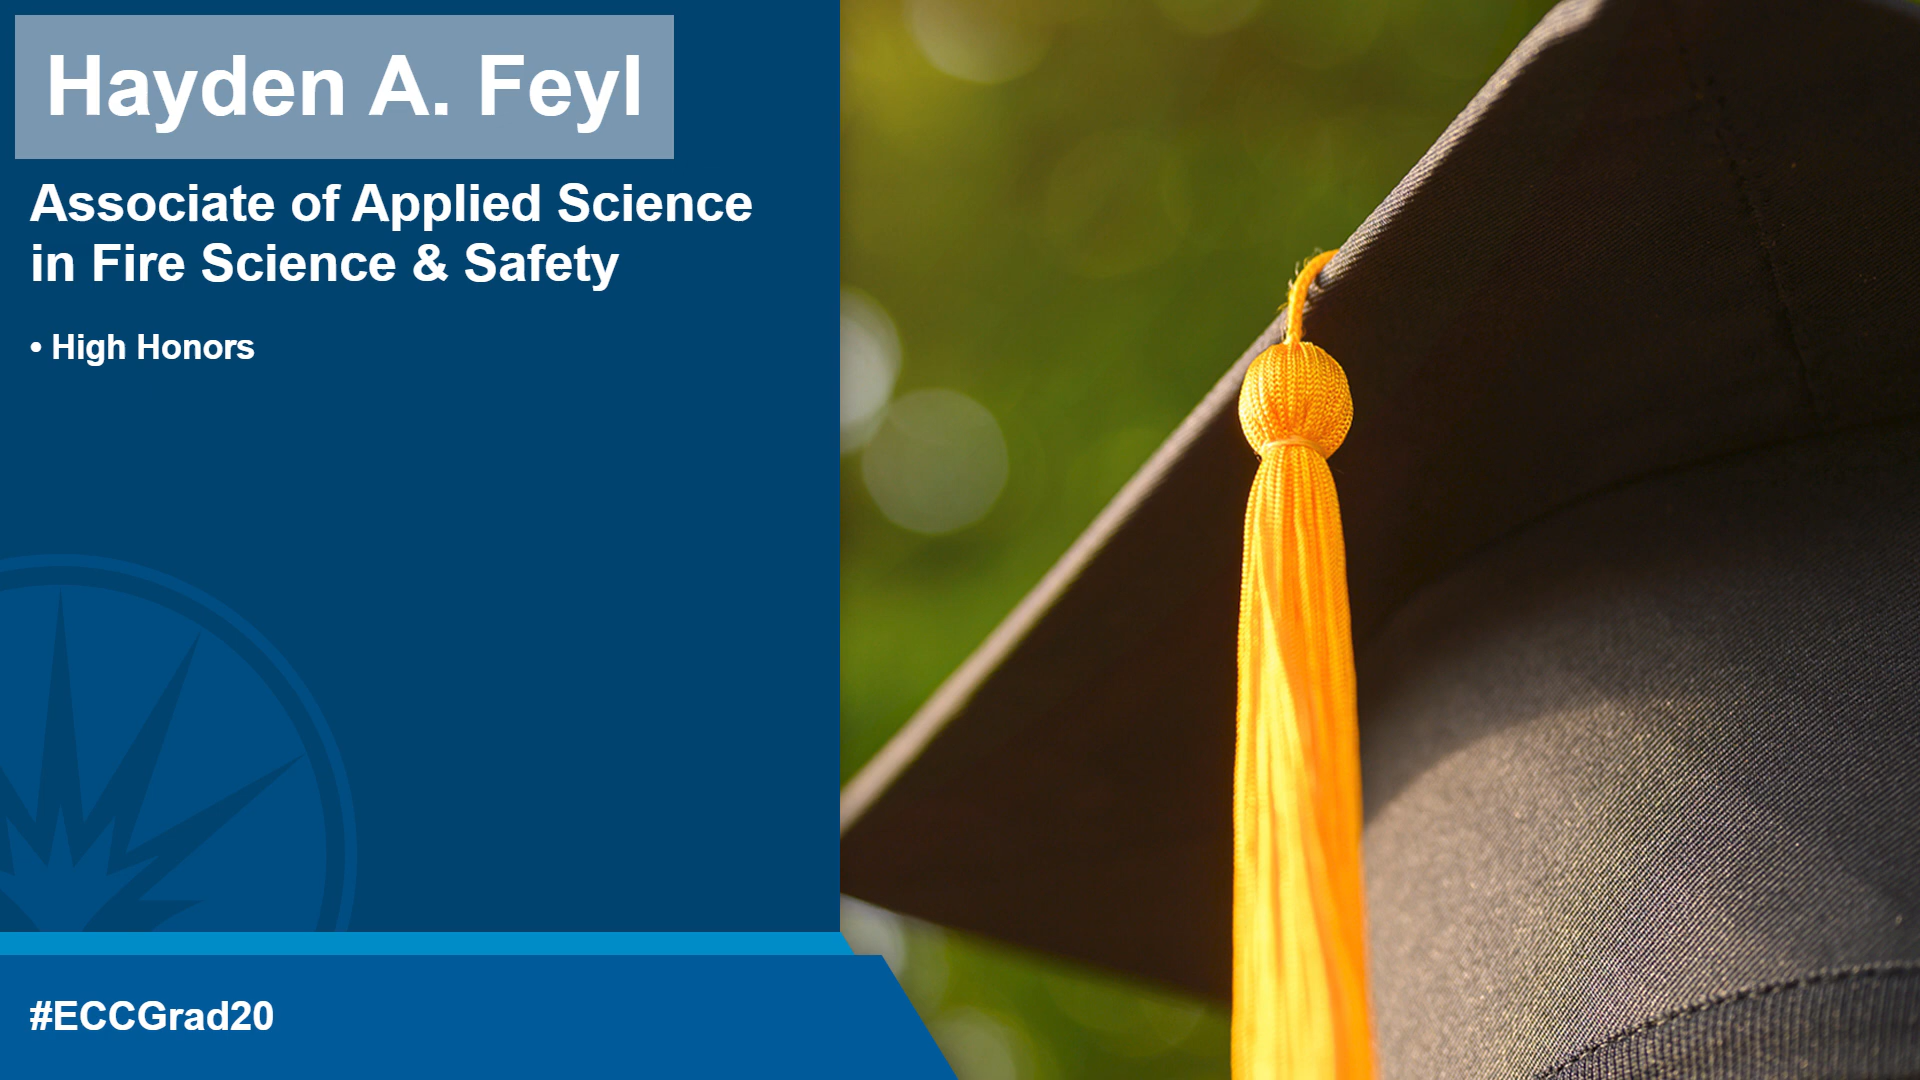 Hayden A. Feyl
Associate of Applied Science
in Fire Science & Safety
• High Honors
#ECCGrad20